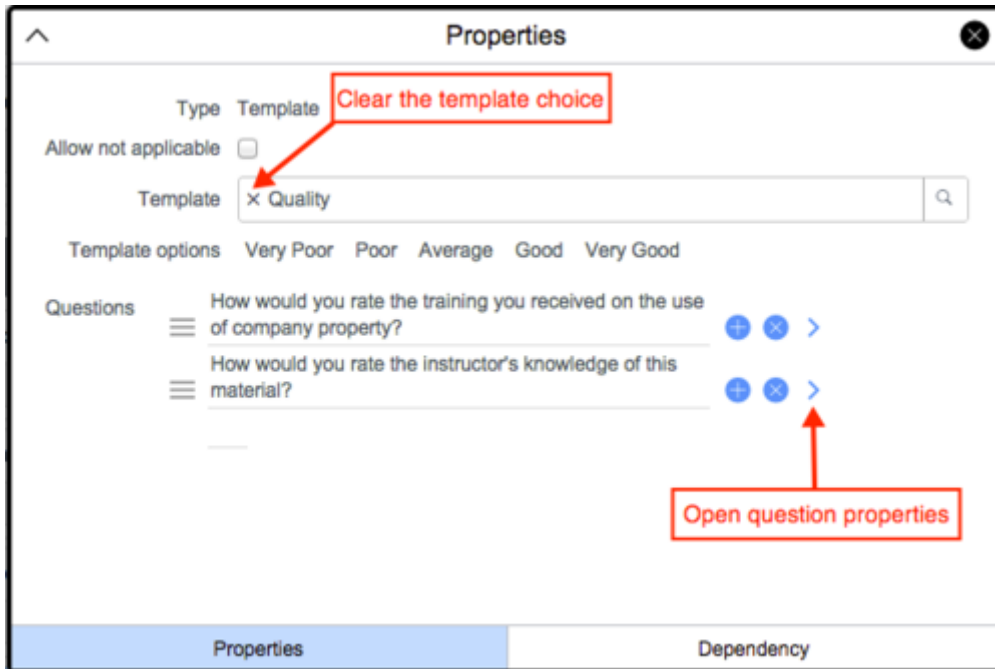 Properties
Clear the template choice
Type Template
Allow not applicable
Template × Quality
Template options Very Poor Poor Average Good Very Good
Questions
How would you rate the training you received on the use
of company property?
How would you rate the instructor's knowledge of this
material?
Open question properties
Properties Dependency